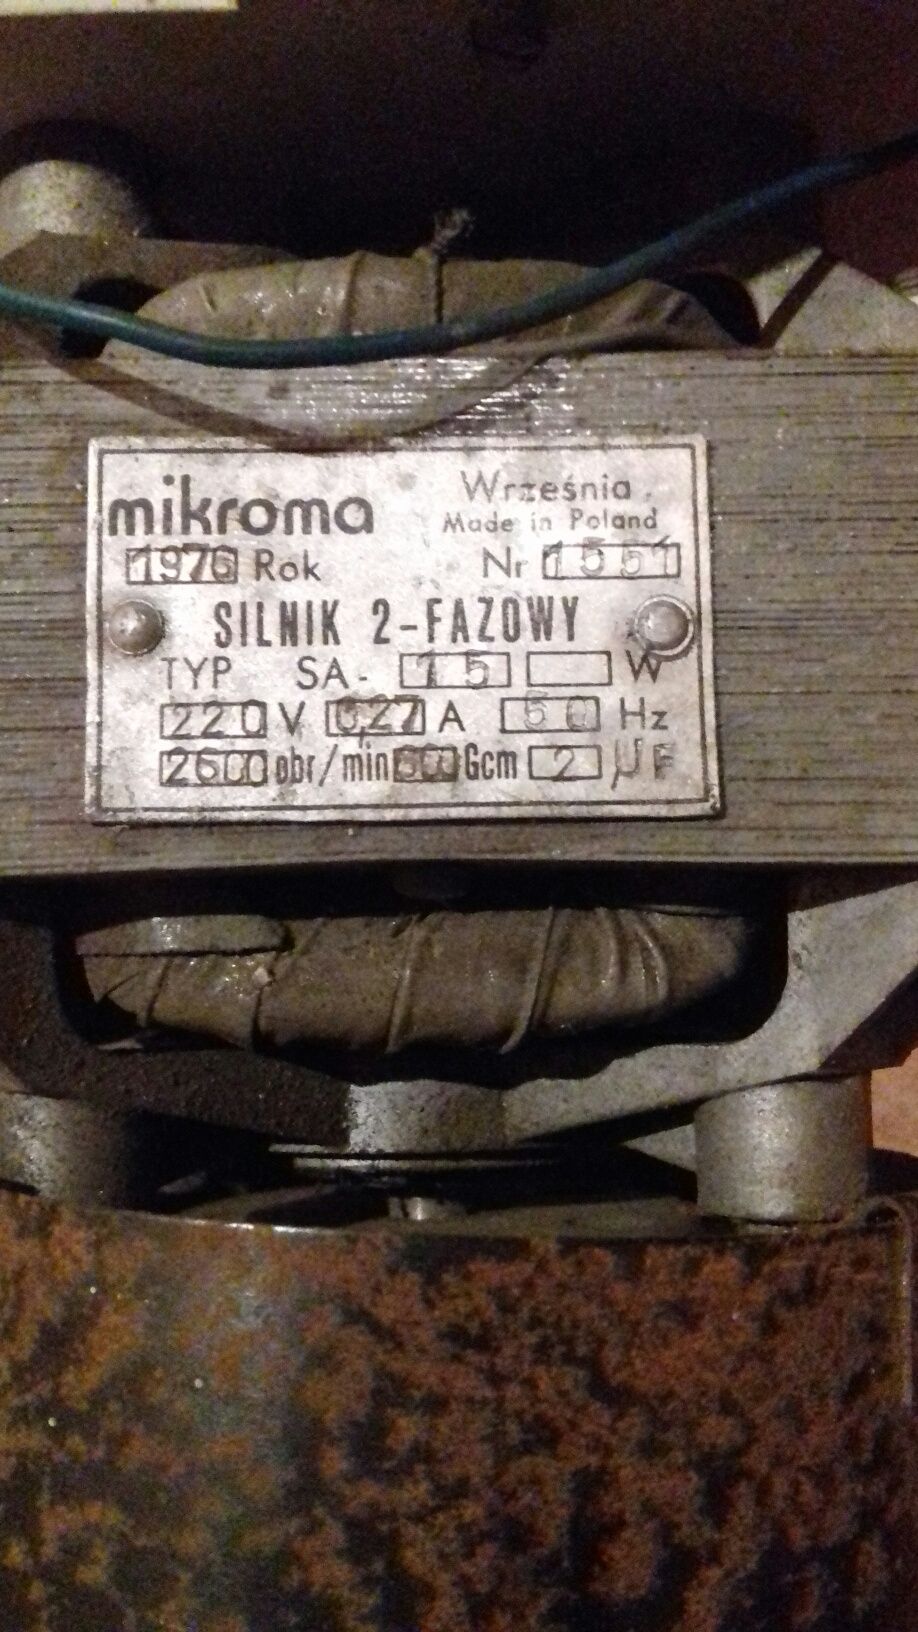 mikroma
Września.
Made in Poland
1976 Rok Nr 1551
SILNIK 2-FAZOWY
TYP SA-15 W
220 V 0,27 A 50 Hz
2600 obr/min 600 Gcm 2 µF